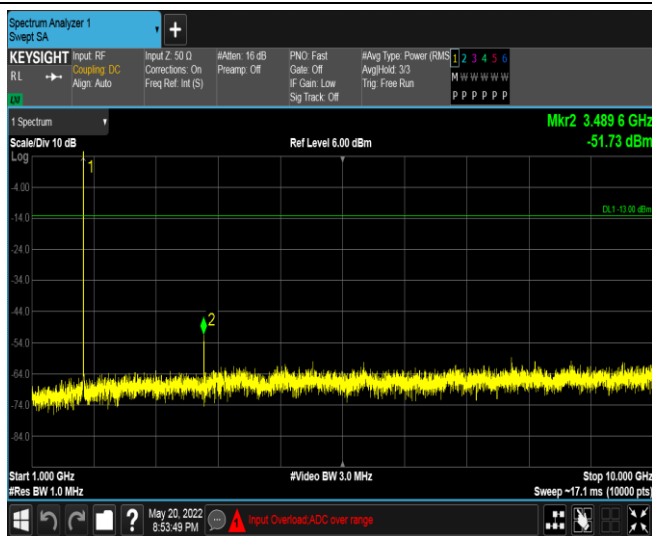 Spectrum Analyzer 1
Swept SA
+
KEYSIGHT
RL
LXI
Input: RF
Coupling: DC
Align: Auto
Input Z: 50 Ω
Corrections: On
Freq Ref: Int (S)
#Atten: 16 dB
Preamp: Off
PNO: Fast
Gate: Off
IF Gain: Low
Sig Track: Off
#Avg Type: Power (RMS
Avg|Hold: 3/3
Trig: Free Run
1 2 3 4 5 6
M W W W W W
P P P P P P
1 Spectrum
Mkr2 3.489 6 GHz
Scale/Div 10 dB
Ref Level 6.00 dBm
-51.73 dBm
Log
1
-4.00
DL1 -13.00 dBm
-14.0
-24.0
-34.0
-44.0
2
-54.0
-64.0
-74.0
-84.0
Start 1.000 GHz
#Video BW 3.0 MHz
Stop 10.000 GHz
#Res BW 1.0 MHz
Sweep ~17.1 ms (10000 pts)
?
May 20, 2022
8:53:49 PM
1
Input Overload;ADC over range